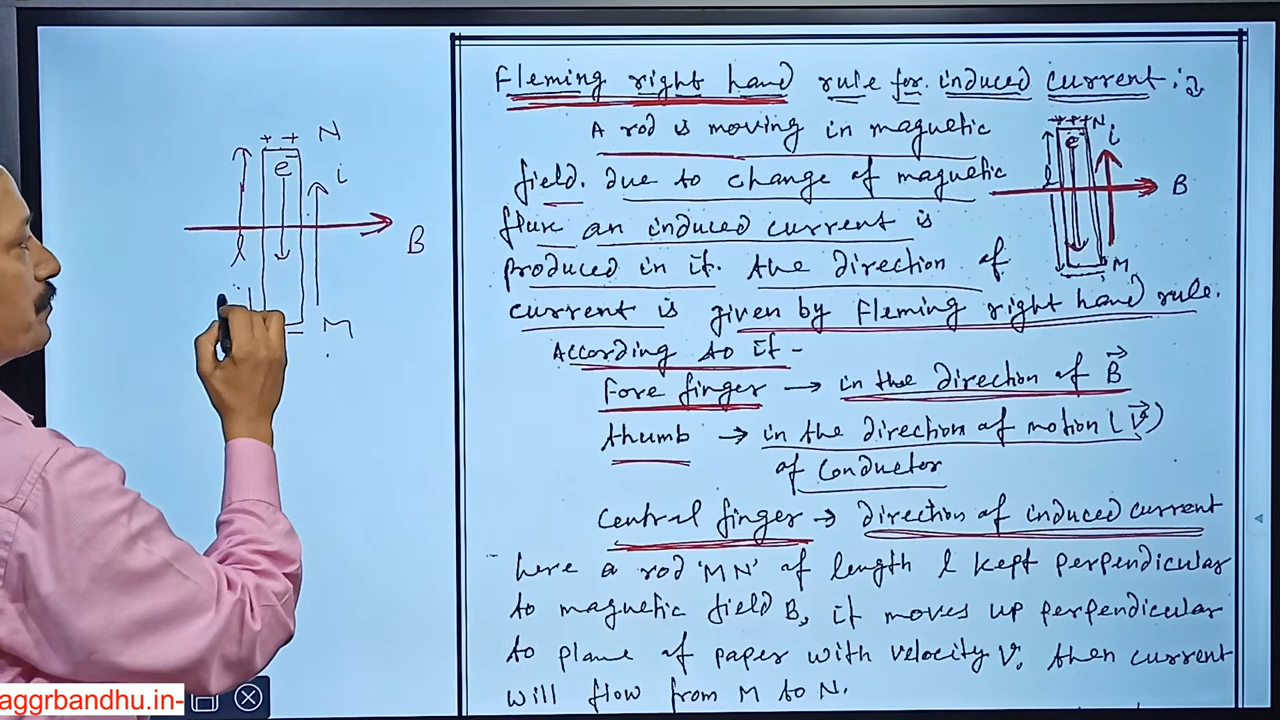 Fleming right hand rule for induced current :↴
A rod is moving in magnetic
field. Due to change of magnetic
flux an induced current is
produced in it. The direction of
current is given by Fleming right hand rule.
According to it -
Fore finger → in the direction of B⃗
thumb → in the direction of motion (V⃗)
of conductor
Central finger → direction of induced current
here a rod 'MN' of length l kept perpendicular
to magnetic field B, it moves up perpendicular
to plane of paper with velocity V, then current
will flow from M to N.
+ + + N
e⁻ i
l
B
M
+ + N
e⁻ i
l
B
M
aggrbandhu.in-